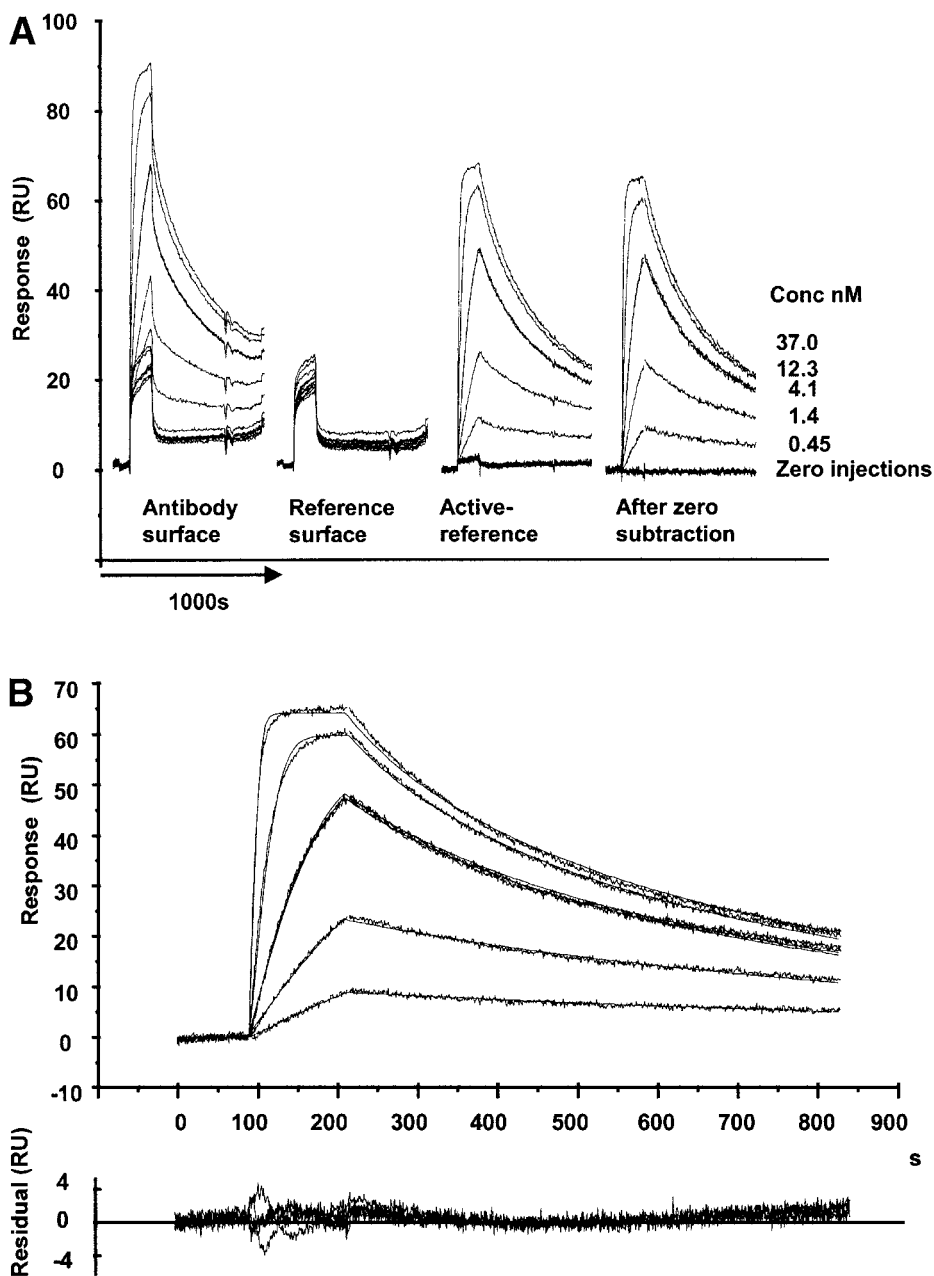 A
100
80
60
40
20
0
Response (RU)
Conc nM
37.0
12.3
4.1
1.4
0.45
Zero injections
Antibody surface
Reference surface
Active-reference
After zero subtraction
1000s
B
70
60
50
40
30
20
10
0
-10
Response (RU)
0 100 200 300 400 500 600 700 800 900
s
Residual (RU)
4
0
-4